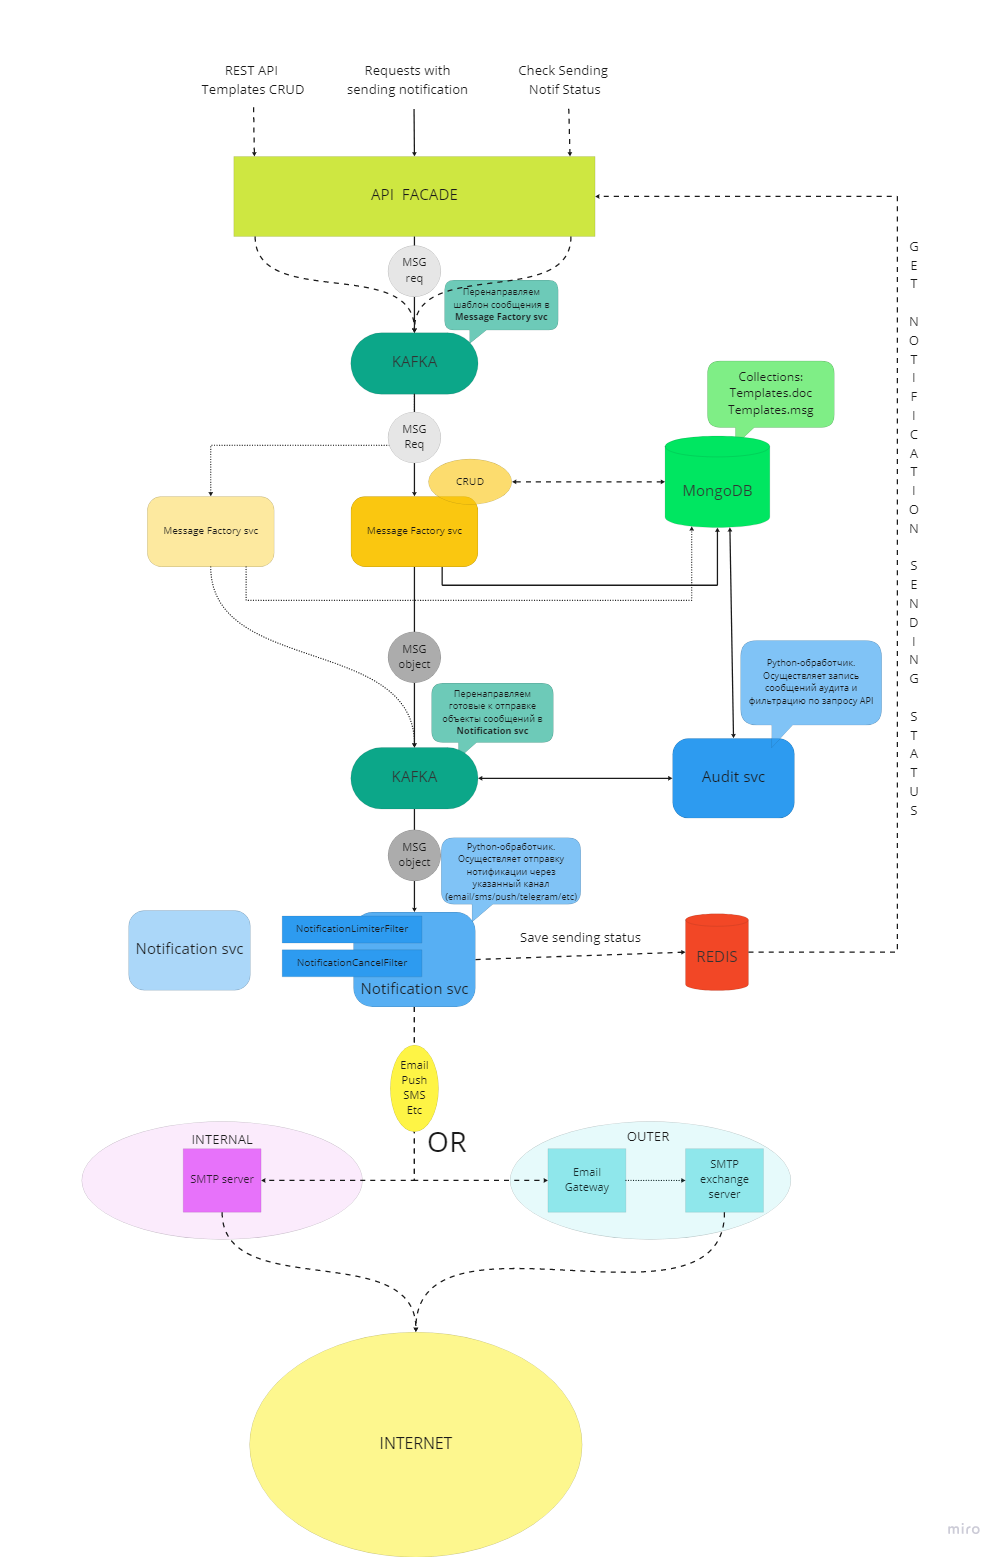 REST API
Templates CRUD
Requests with
sending notification
Check Sending
Notif Status
API FACADE
MSG
req
Перенаправляем
шаблон сообщения в
Message Factory svc
KAFKA
MSG
Req
Collections:
Templates.doc
Templates.msg
MongoDB
CRUD
Message Factory svc
Message Factory svc
GET NOTIFICATION SENDING STATUS
MSG
object
Python-обработчик.
Осуществляет запись
сообщений аудита и
фильтрацию по запросу API
Перенаправляем
готовые к отправке
объекты сообщений в
Notification svc
KAFKA
Audit svc
MSG
object
Python-обработчик.
Осуществляет отправку
нотификации через
указанный канал
(email/sms/push/telegram/etc)
Notification svc
NotificationLimiterFilter
NotificationCancelFilter
Notification svc
Save sending status
REDIS
Email
Push
SMS
Etc
OR
INTERNAL
SMTP server
OUTER
Email
Gateway
SMTP
exchange
server
INTERNET
miro